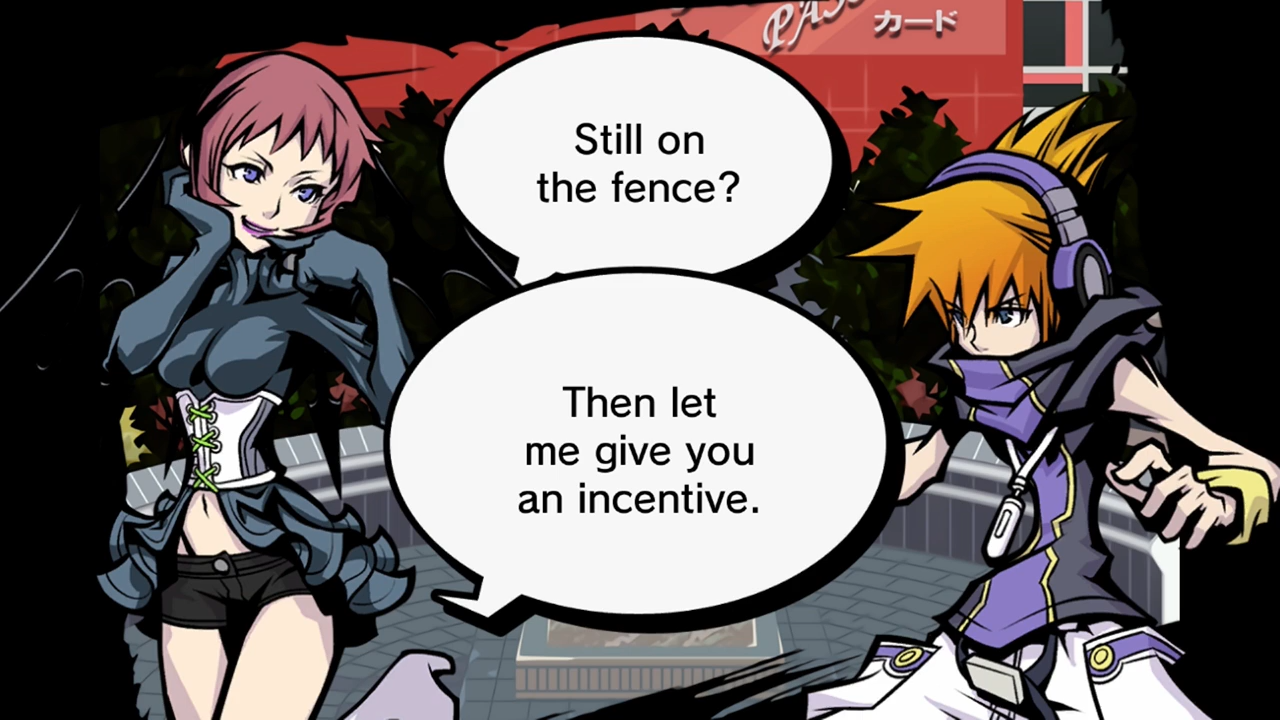 カード
Still on
the fence?
Then let
me give you
an incentive.